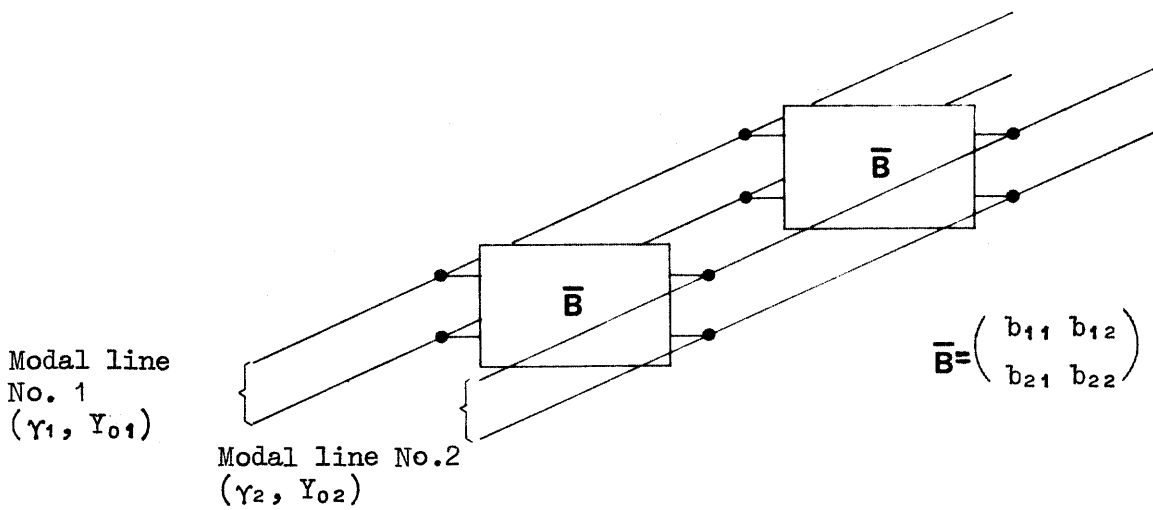 B̅
B̅
B̅=( b₁₁ b₁₂
b₂₁ b₂₂ )
Modal line
No. 1
(γ₁, Y₀₁)
Modal line No.2
(γ₂, Y₀₂)